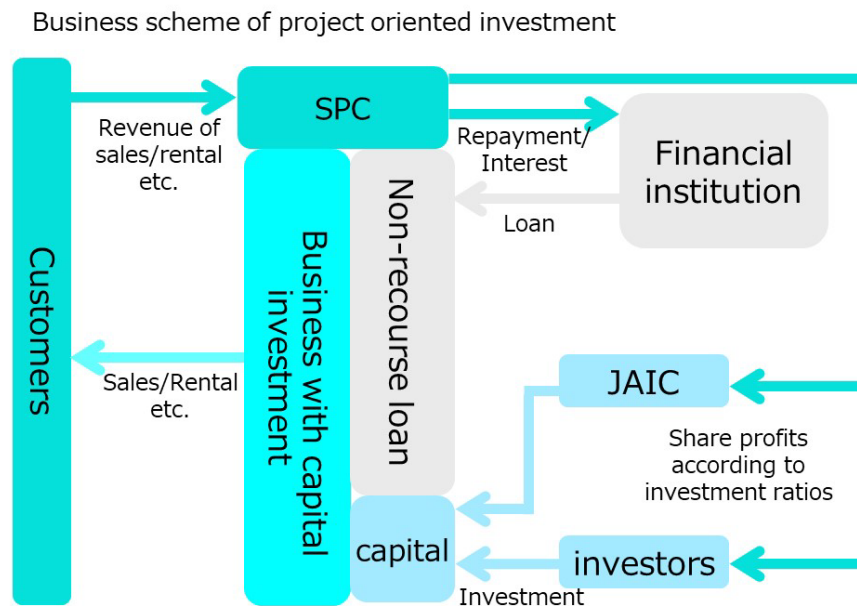 Business scheme of project oriented investment
SPC
Revenue of
sales/rental
etc.
Repayment/
Interest
Financial
institution
Loan
Customers
Business with capital
investment
Non-recourse loan
Sales/Rental
etc.
JAIC
Share profits
according to
investment ratios
capital
investors
Investment